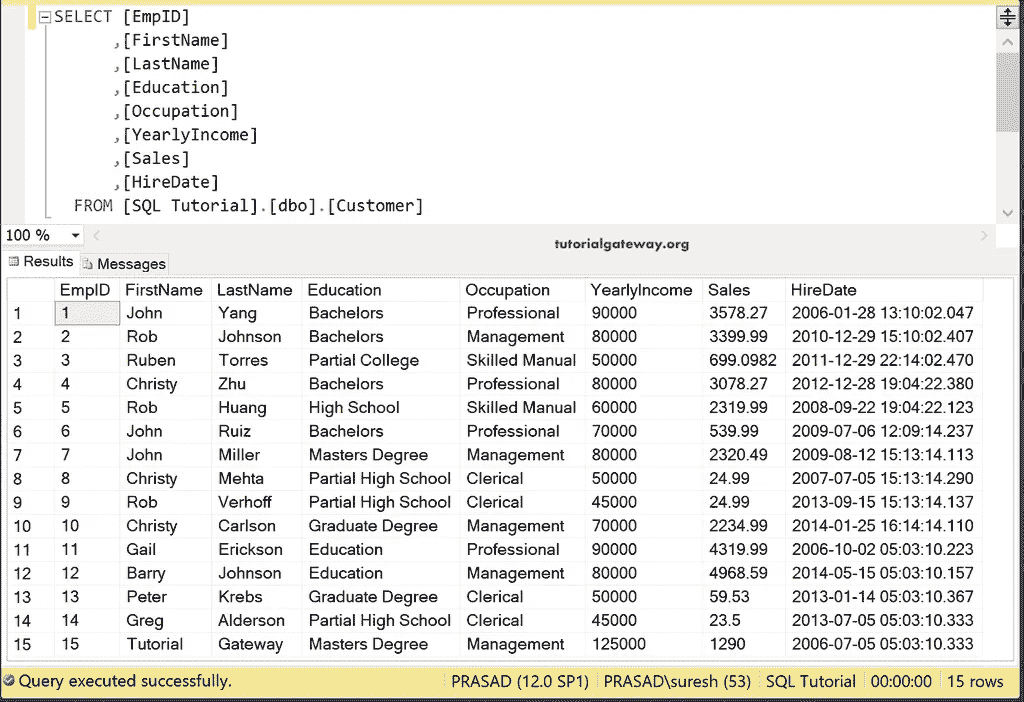 SELECT [EmpID]
,[FirstName]
,[LastName]
,[Education]
,[Occupation]
,[YearlyIncome]
,[Sales]
,[HireDate]
FROM [SQL Tutorial].[dbo].[Customer]
100 %
tutorialgateway.org
Results Messages
EmpID FirstName LastName Education Occupation YearlyIncome Sales HireDate
1 1 John Yang Bachelors Professional 90000 3578.27 2006-01-28 13:10:02.047
2 2 Rob Johnson Bachelors Management 80000 3399.99 2010-12-29 15:10:02.407
3 3 Ruben Torres Partial College Skilled Manual 50000 699.0982 2011-12-29 22:14:02.470
4 4 Christy Zhu Bachelors Professional 80000 3078.27 2012-12-28 19:04:22.380
5 5 Rob Huang High School Skilled Manual 60000 2319.99 2008-09-22 19:04:22.123
6 6 John Ruiz Bachelors Professional 70000 539.99 2009-07-06 12:09:14.237
7 7 John Miller Masters Degree Management 80000 2320.49 2009-08-12 15:13:14.113
8 8 Christy Mehta Partial High School Clerical 50000 24.99 2007-07-05 15:13:14.290
9 9 Rob Verhoff Partial High School Clerical 45000 24.99 2013-09-15 15:13:14.137
10 10 Christy Carlson Graduate Degree Management 70000 2234.99 2014-01-25 16:14:14.110
11 11 Gail Erickson Education Professional 90000 4319.99 2006-10-02 05:03:10.223
12 12 Barry Johnson Education Management 80000 4968.59 2014-05-15 05:03:10.157
13 13 Peter Krebs Graduate Degree Clerical 50000 59.53 2013-01-14 05:03:10.367
14 14 Greg Alderson Partial High School Clerical 45000 23.5 2013-07-05 05:03:10.333
15 15 Tutorial Gateway Masters Degree Management 125000 1290 2006-07-05 05:03:10.333
Query executed successfully. PRASAD (12.0 SP1) PRASAD\suresh (53) SQL Tutorial 00:00:00 15 rows